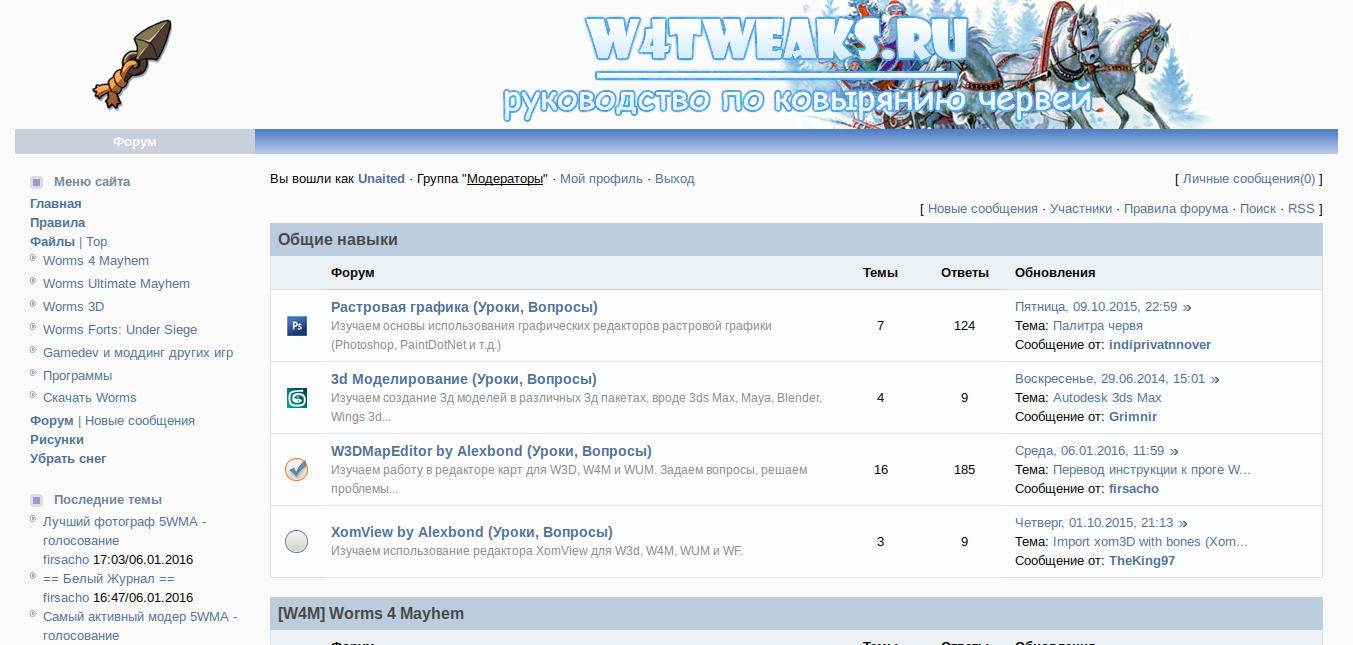 W4TWEAKS.RU
руководство по ковырянию червей
Форум
Меню сайта
Главная
Правила
Файлы | Top
Worms 4 Mayhem
Worms Ultimate Mayhem
Worms 3D
Worms Forts: Under Siege
Gamedev и моддинг других игр
Программы
Скачать Worms
Форум | Новые сообщения
Рисунки
Убрать снег
Последние темы
Лучший фотограф 5WMA -
голосование
firsacho 17:03/06.01.2016
== Белый Журнал ==
firsacho 16:47/06.01.2016
Самый активный модер 5WMA -
голосование
Вы вошли как Unaited · Группа "Модераторы" · Мой профиль · Выход
[ Личные сообщения(0) ]
[ Новые сообщения · Участники · Правила форума · Поиск · RSS ]
Общие навыки
Форум Темы Ответы Обновления
Ps
Растровая графика (Уроки, Вопросы)
Изучаем основы использования графических редакторов растровой графики
(Photoshop, PaintDotNet и т.д.)
7 124
Пятница, 09.10.2015, 22:59 »
Тема: Палитра червя
Сообщение от: indiprivatnnover
3d Моделирование (Уроки, Вопросы)
Изучаем создание 3д моделей в различных 3д пакетах, вроде 3ds Max, Maya, Blender,
Wings 3d...
4 9
Воскресенье, 29.06.2014, 15:01 »
Тема: Autodesk 3ds Max
Сообщение от: Grimnir
W3DMapEditor by Alexbond (Уроки, Вопросы)
Изучаем работу в редакторе карт для W3D, W4M и WUM. Задаем вопросы, решаем
проблемы...
16 185
Среда, 06.01.2016, 11:59 »
Тема: Перевод инструкции к проге W...
Сообщение от: firsacho
XomView by Alexbond (Уроки, Вопросы)
Изучаем использование редактора XomView для W3d, W4M, WUM и WF.
3 9
Четверг, 01.10.2015, 21:13 »
Тема: Import xom3D with bones (Xom...
Сообщение от: TheKing97
[W4M] Worms 4 Mayhem
Форум Темы Ответы Обновления